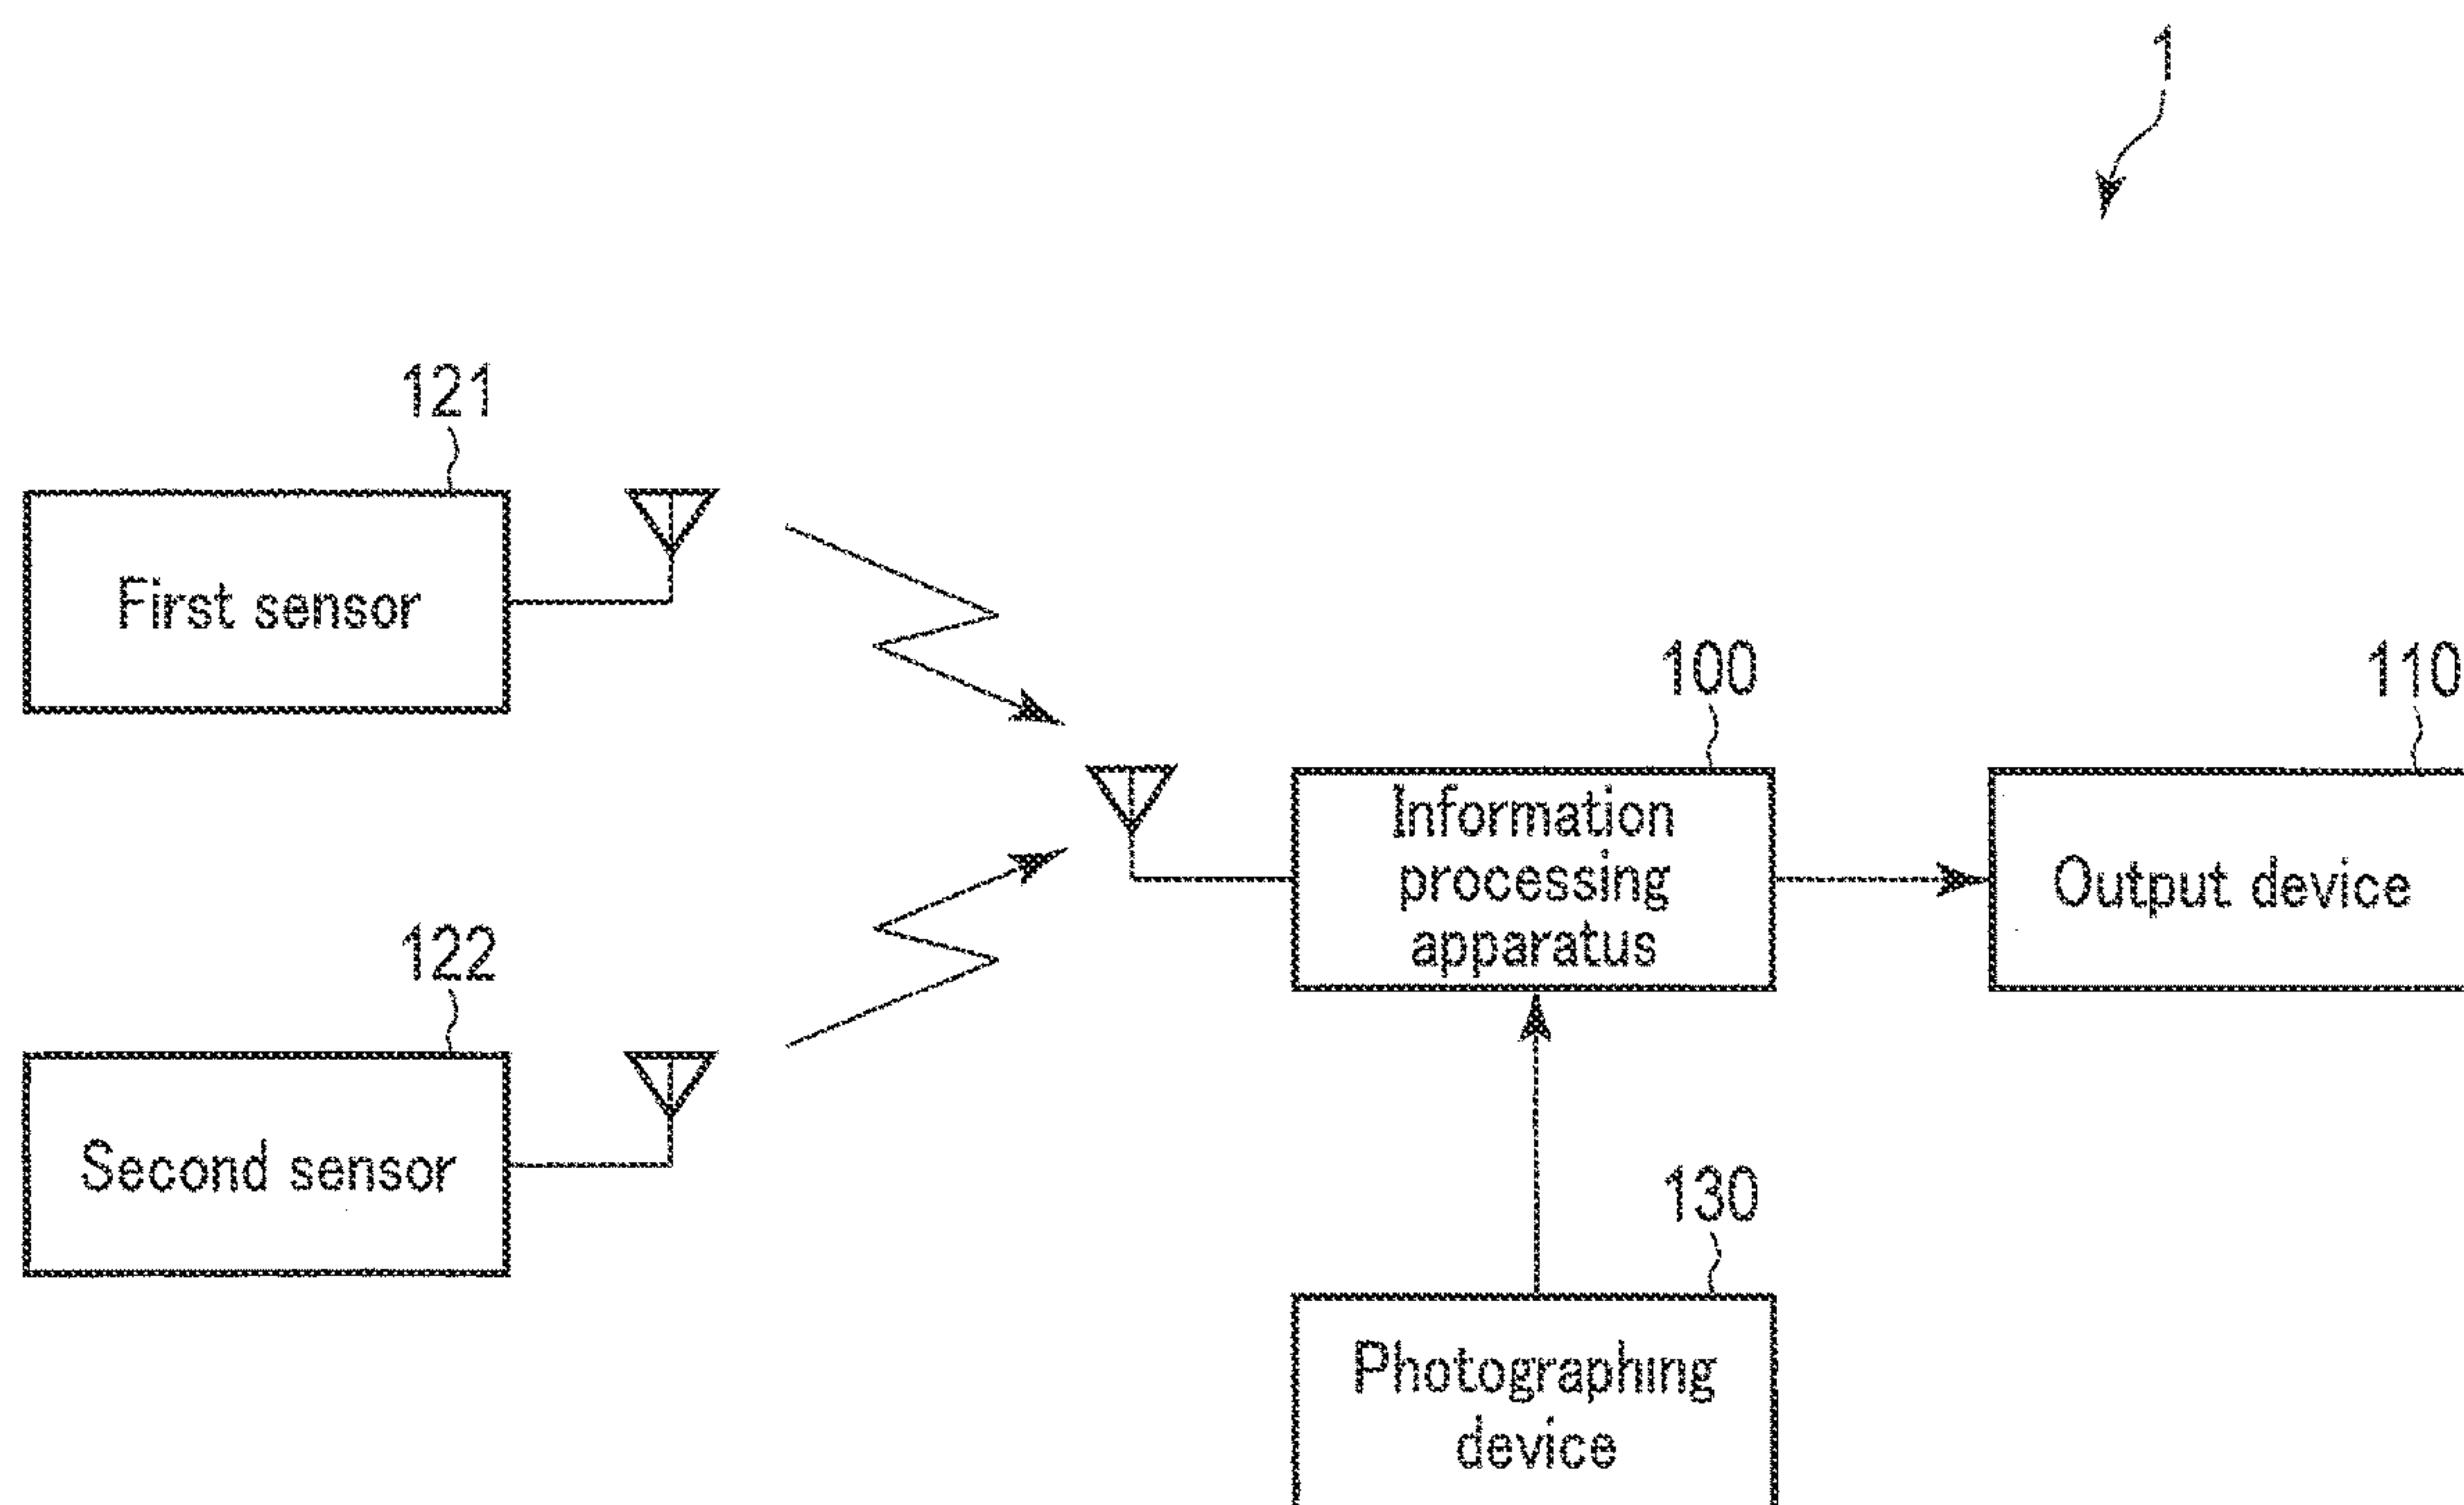 1
121
First sensor
100
110
Information
processing
apparatus
Output device
122
Second sensor
130
Photographing
device